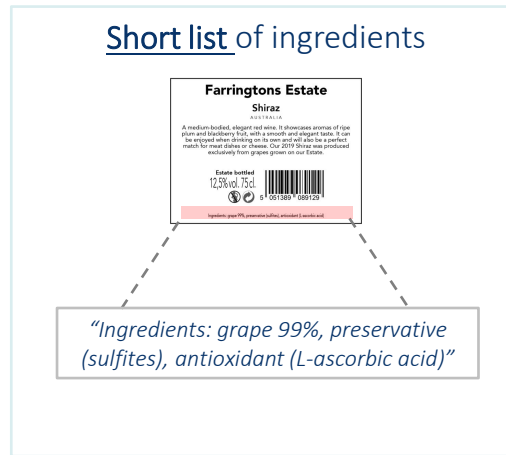 Short list of ingredients
Farringtons Estate
Shiraz
AUSTRALIA
A medium-bodied, elegant red wine. It showcases aromas of ripe
plum and blackberry fruit, with a smooth and elegant taste. It can
be enjoyed when drinking on its own and will also be a perfect
match for meat dishes or cheese. Our 2019 Shiraz was produced
exclusively from grapes grown on our Estate.
Estate bottled
12,5%vol. 75 cl.
5 051389 089129
Ingredients: grape 99%, preservative (sulfites), antioxidant (L-ascorbic acid)
“Ingredients: grape 99%, preservative
(sulfites), antioxidant (L-ascorbic acid)”